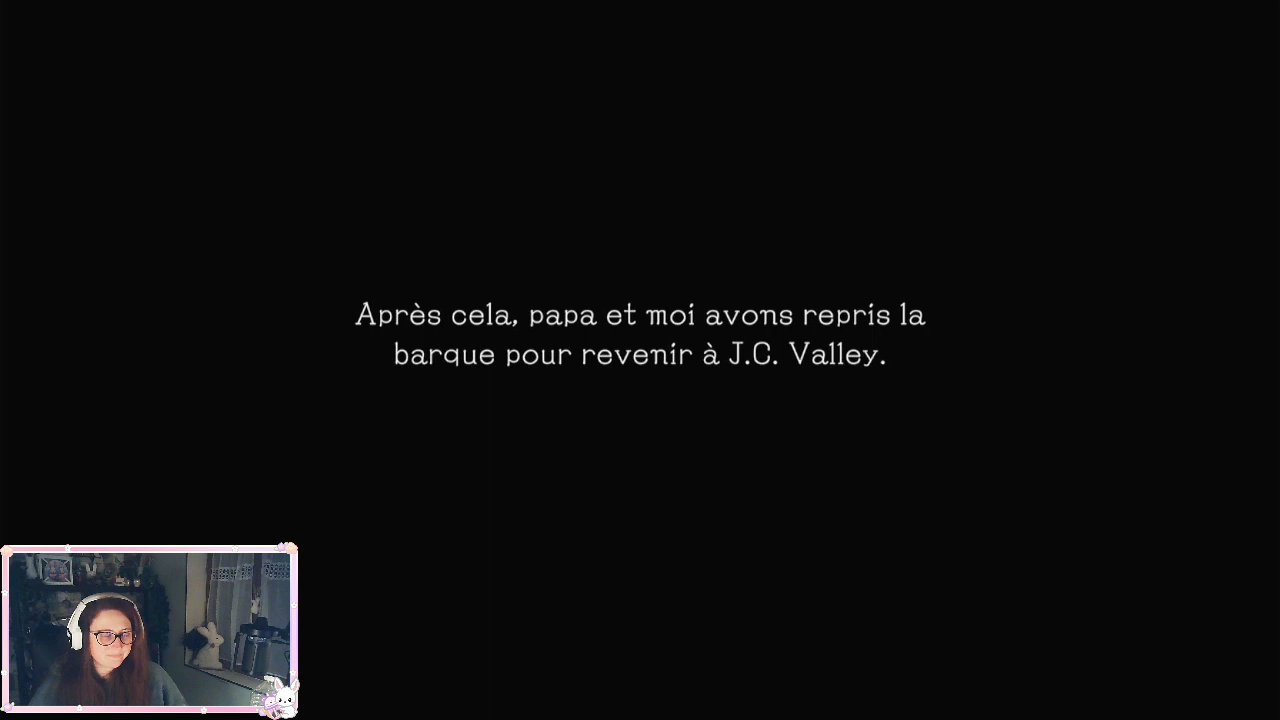 Après cela, papa et moi avons repris la
barque pour revenir à J.C. Valley.